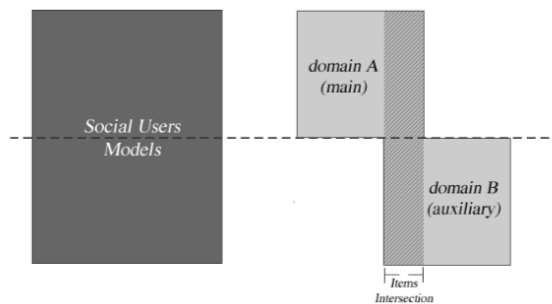 Social Users
Models
domain A
(main)
domain B
(auxiliary)
Items
Intersection